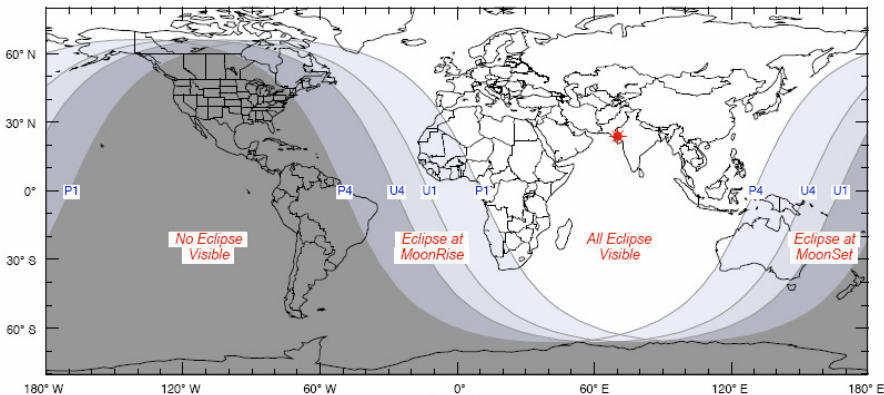 60° N
30° N
0°
30° S
60° S
P1 P4 U4 U1 P1 P4 U4 U1
No Eclipse
Visible
Eclipse at
MoonRise
All Eclipse
Visible
Eclipse at
MoonSet
180° W 120° W 60° W 0° 60° E 120° E 180° E